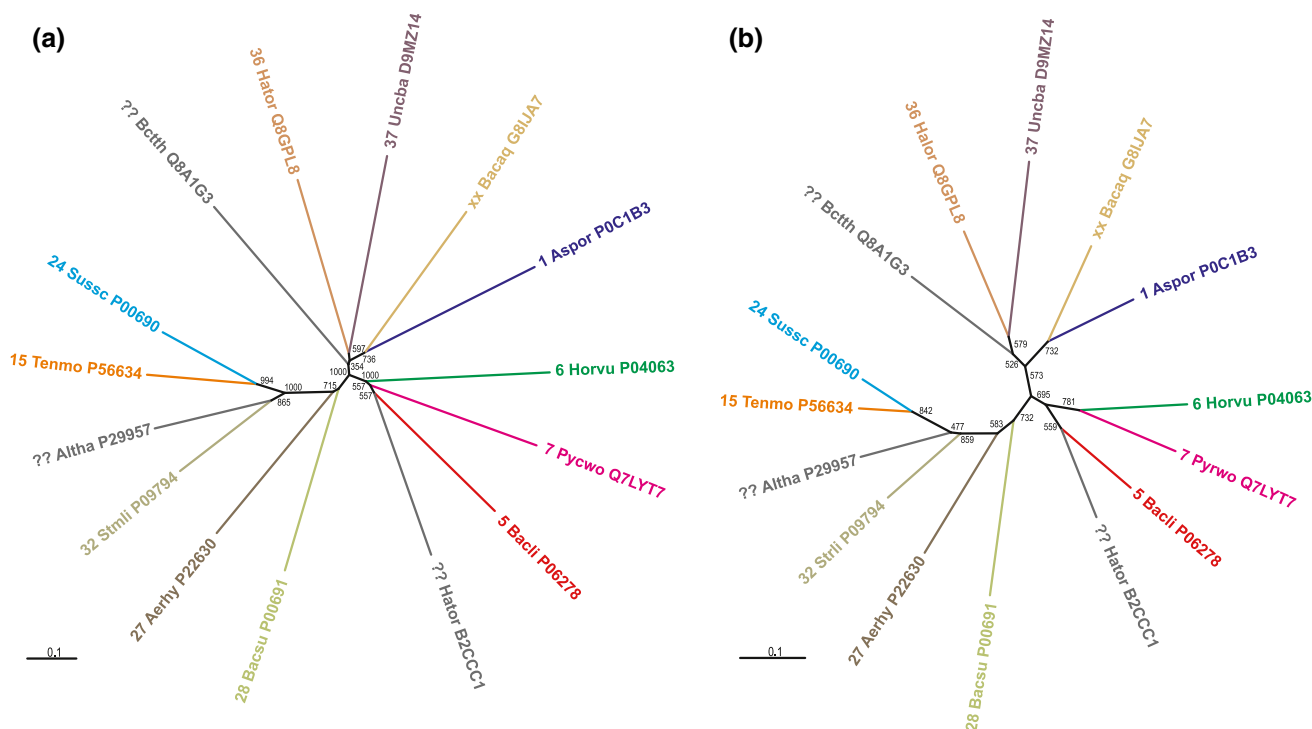 (a)
37 Uncba D9MZ14
36 Hator Q8GPL8
?? Bctth Q8A1G3
xx Bacaq G8IJA7
1 Aspor P0C1B3
24 Sussc P00690
15 Tenmo P56634
6 Horvu P04063
?? Altha P29957
7 Pycwo Q7LYT7
32 Stmli P09794
5 Bacli P06278
27 Aerhy P22630
?? Hator B2CCC1
28 Bacsu P00691
597
736
354
1000
1000
557
557
715
994
1000
865
0.1
(b)
37 Uncba D9MZ14
36 Halor Q8GPL8
?? Bctth Q8A1G3
xx Bacaq G8IJA7
1 Aspor P0C1B3
24 Sussc P00690
15 Tenmo P56634
6 Horvu P04063
?? Altha P29957
7 Pyrwo Q7LYT7
32 Strli P09794
5 Bacli P06278
27 Aerhy P22630
?? Hator B2CCC1
28 Bacsu P00691
579
732
526
573
695
781
559
732
583
842
477
859
0.1